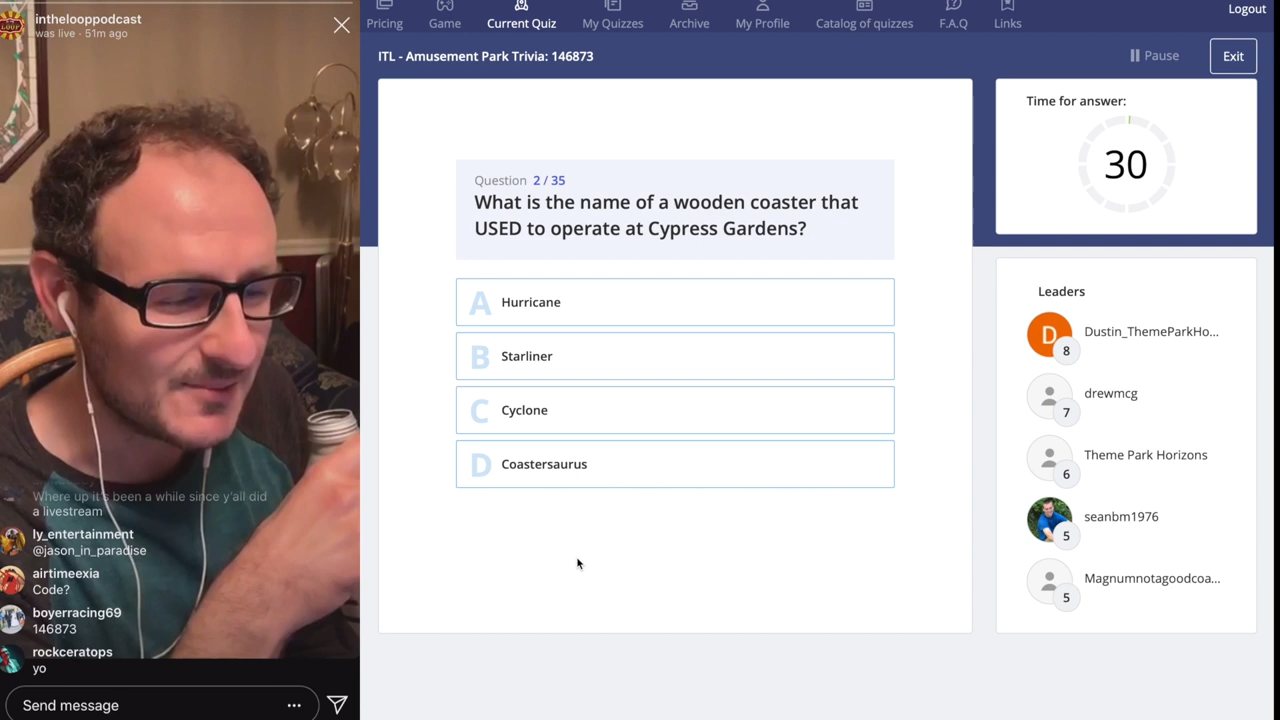 inthelooppodcast
was live · 51m ago
Where up it's been a while since y'all did
a livestream
ly_entertainment
@jason_in_paradise
airtimeexia
Code?
boyerracing69
146873
rockceratops
yo
Send message
Pricing
Game
Current Quiz
My Quizzes
Archive
My Profile
Catalog of quizzes
F.A.Q
Links
Logout
ITL - Amusement Park Trivia: 146873
Pause
Exit
Question 2 / 35
What is the name of a wooden coaster that
USED to operate at Cypress Gardens?
A Hurricane
B Starliner
C Cyclone
D Coastersaurus
Time for answer:
30
Leaders
D
Dustin_ThemeParkHo...
8
drewmcg
7
Theme Park Horizons
6
seanbm1976
5
Magnumnotagoodcoa...
5